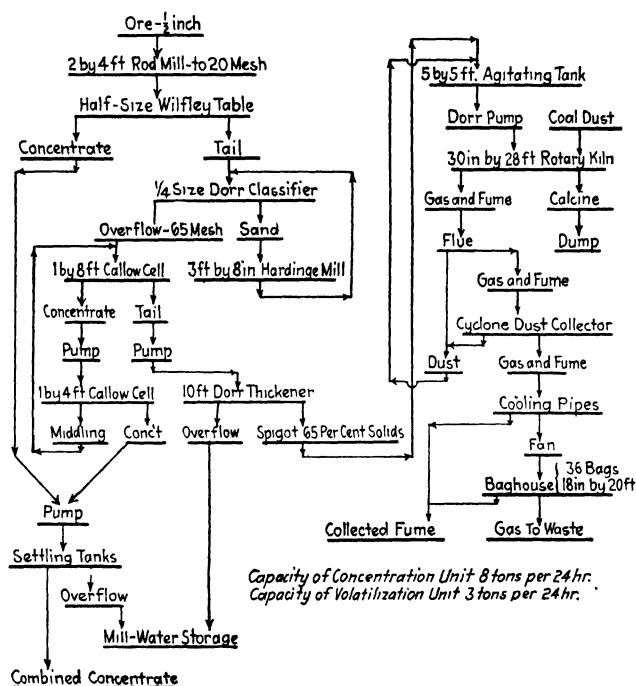 Ore-½ inch
2 by 4 ft Rod Mill-to 20 Mesh
Half-Size Wilfley Table
Concentrate
Tail
¼ Size Dorr Classifier
Overflow-65 Mesh
Sand
1 by 8 ft Callow Cell
3 ft by 8 in Hardinge Mill
Concentrate
Tail
Pump
Pump
1 by 4 ft Callow Cell
10 ft Dorr Thickener
Middling
Conc't
Overflow
Spigot 65 Per Cent Solids
Pump
Settling Tanks
Overflow
Mill-Water Storage
Combined Concentrate
5 by 5 ft. Agitating Tank
Dorr Pump
Coal Dust
30 in by 28 ft Rotary Kiln
Gas and Fume
Calcine
Flue
Dump
Gas and Fume
Cyclone Dust Collector
Dust
Gas and Fume
Cooling Pipes
Fan
Baghouse
36 Bags
18 in by 20 ft
Collected Fume
Gas To Waste
Capacity of Concentration Unit 8 tons per 24 hr.
Capacity of Volatilization Unit 3 tons per 24 hr.